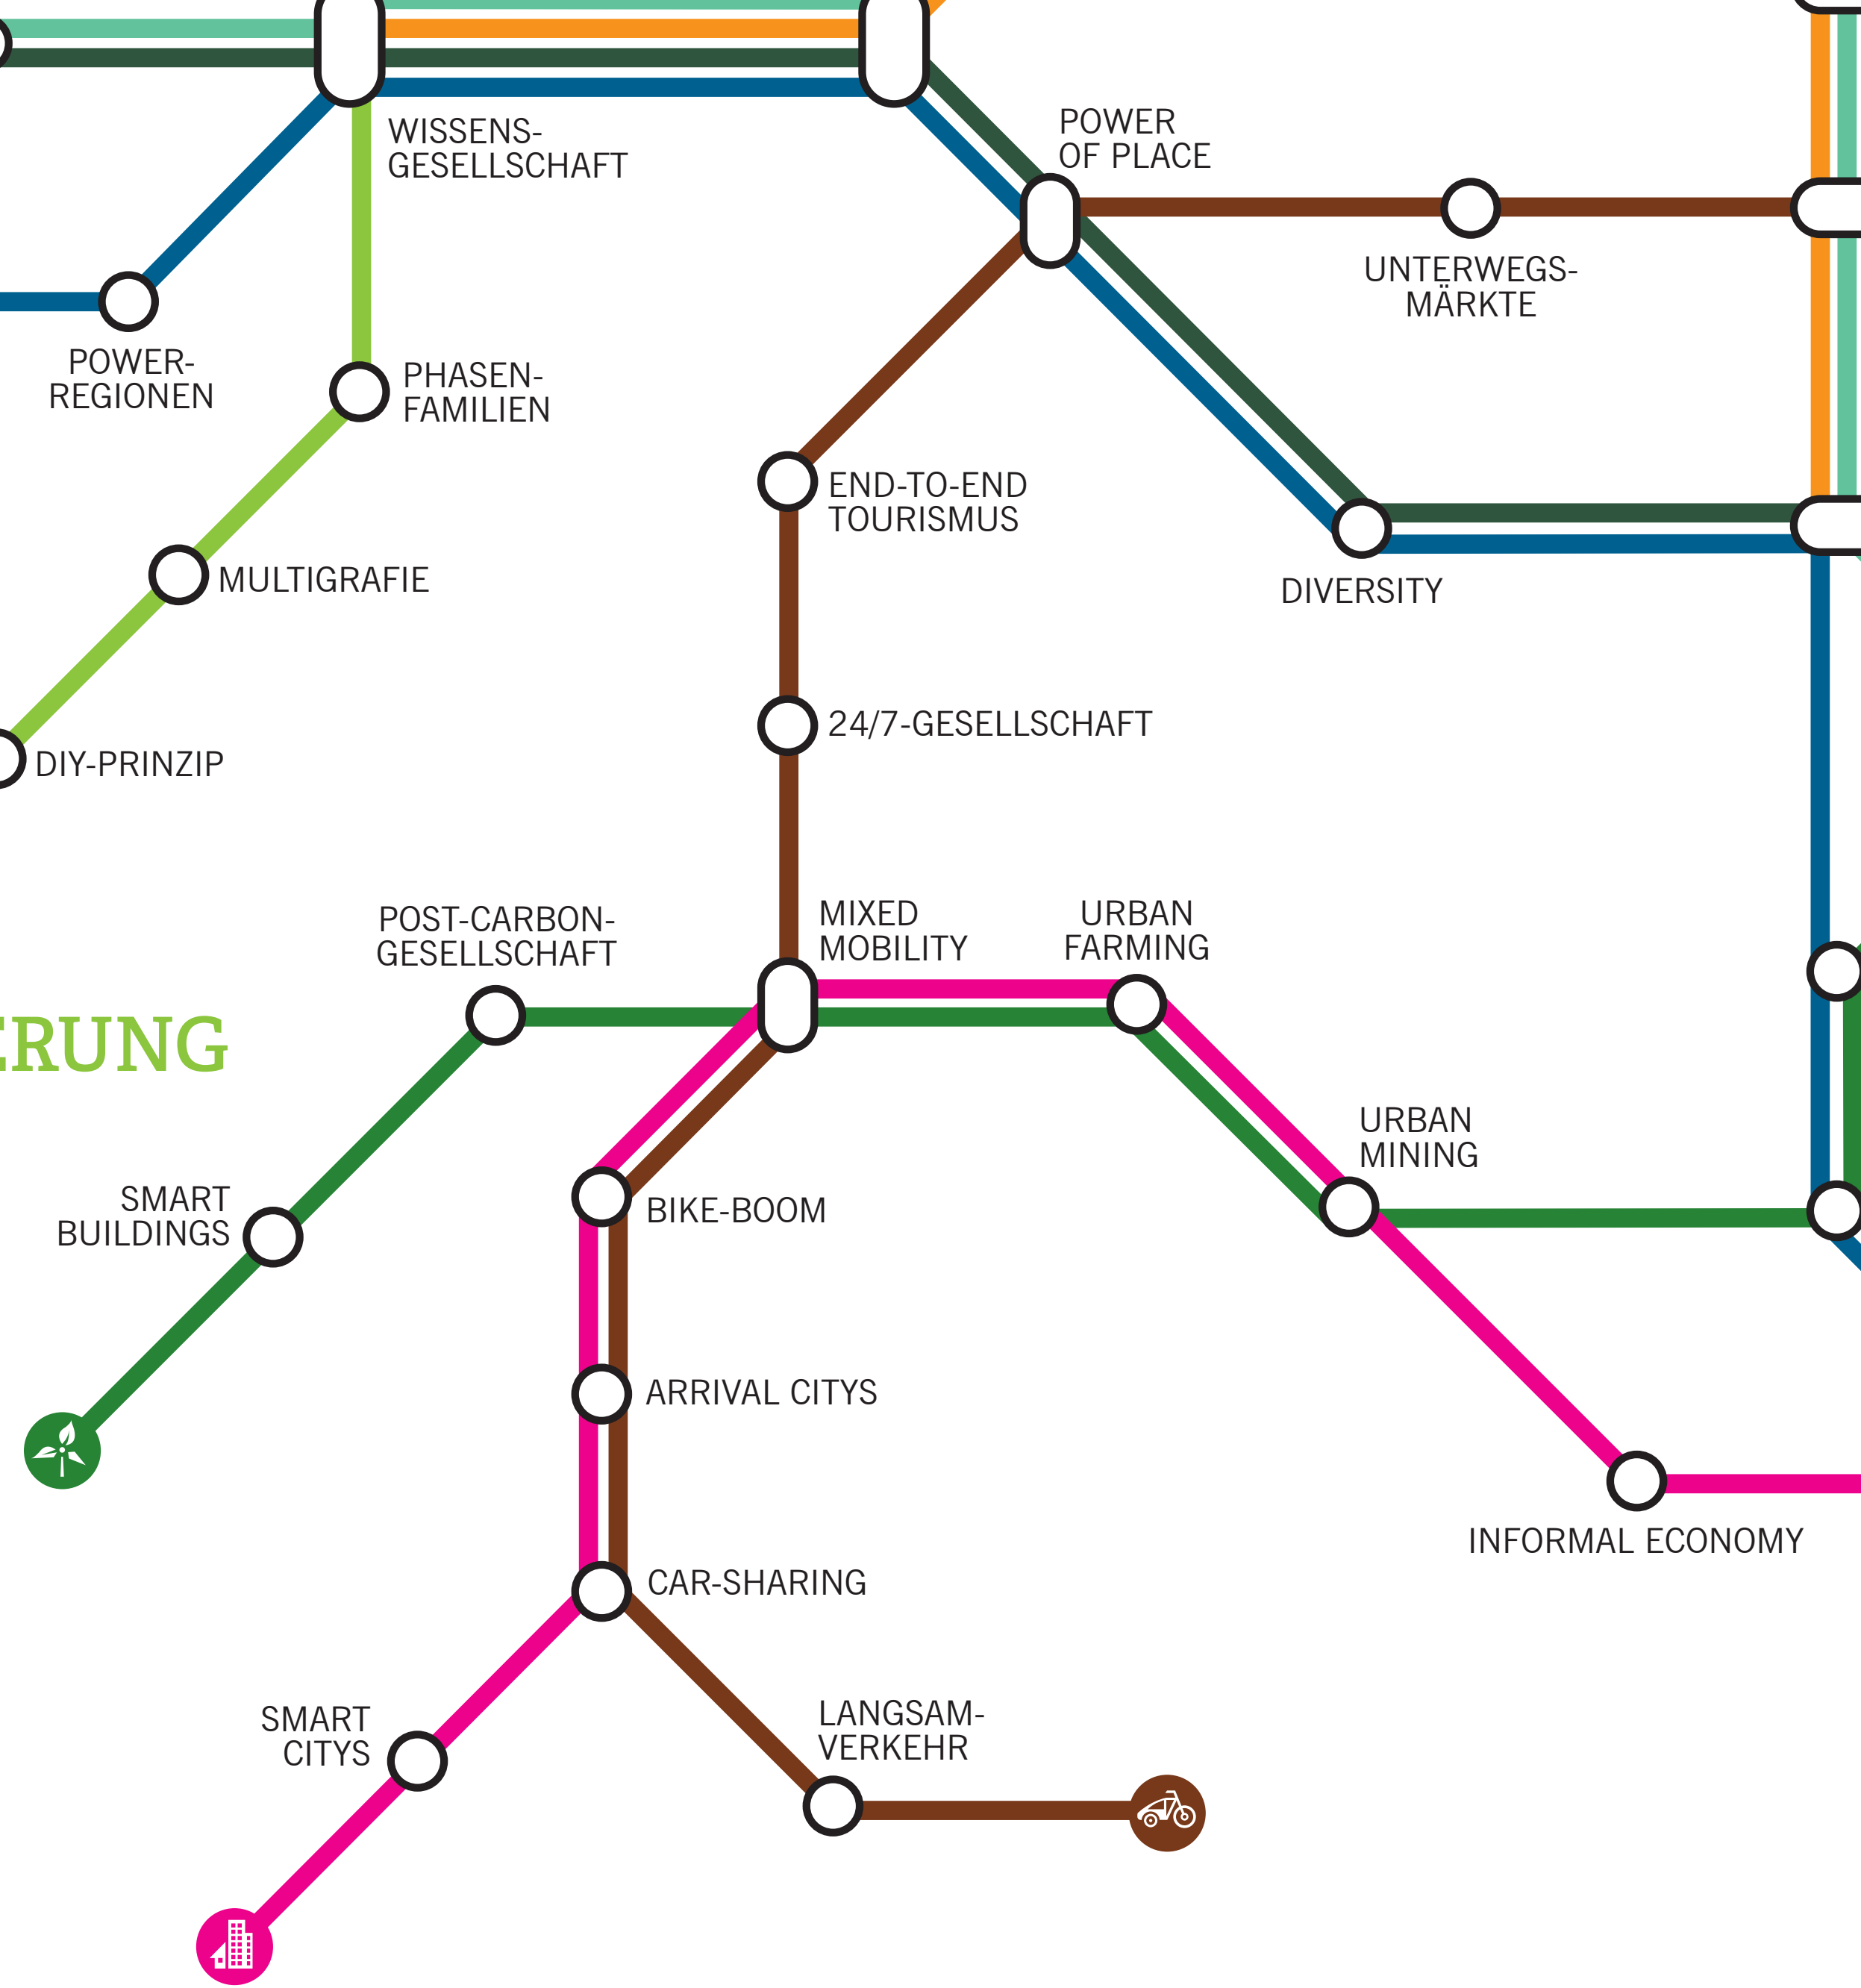 WISSENS-
GESELLSCHAFT
POWER
OF PLACE
UNTERWEGS-
MÄRKTE
POWER-
REGIONEN
PHASEN-
FAMILIEN
END-TO-END
TOURISMUS
MULTIGRAFIE
DIVERSITY
24/7-GESELLSCHAFT
DIY-PRINZIP
POST-CARBON-
GESELLSCHAFT
MIXED
MOBILITY
URBAN
FARMING
ERUNG
URBAN
MINING
SMART
BUILDINGS
BIKE-BOOM
ARRIVAL CITYS
INFORMAL ECONOMY
CAR-SHARING
SMART
CITYS
LANGSAM-
VERKEHR